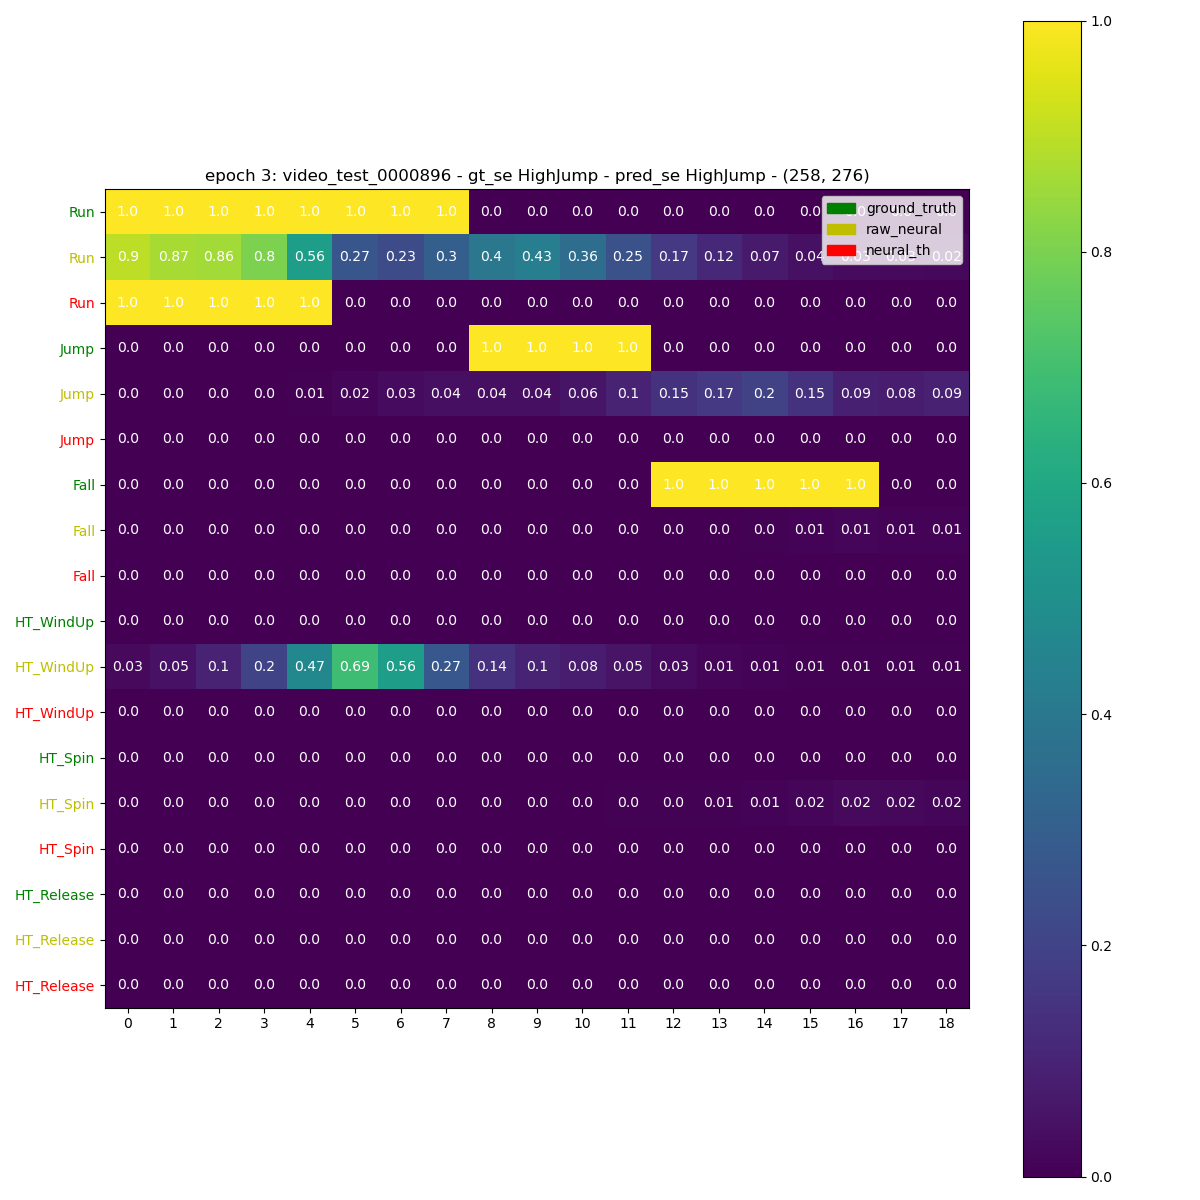 epoch 3: video_test_0000896 - gt_se HighJump - pred_se HighJump - (258, 276)
ground_truth
raw_neural
neural_th
Run 1.0 1.0 1.0 1.0 1.0 1.0 1.0 1.0 0.0 0.0 0.0 0.0 0.0 0.0 0.0 0.0
Run 0.9 0.87 0.86 0.8 0.56 0.27 0.23 0.3 0.4 0.43 0.36 0.25 0.17 0.12 0.07 0.04 0.02
Run 1.0 1.0 1.0 1.0 1.0 0.0 0.0 0.0 0.0 0.0 0.0 0.0 0.0 0.0 0.0 0.0 0.0 0.0 0.0
Jump 0.0 0.0 0.0 0.0 0.0 0.0 0.0 0.0 1.0 1.0 1.0 1.0 0.0 0.0 0.0 0.0 0.0 0.0 0.0
Jump 0.0 0.0 0.0 0.0 0.01 0.02 0.03 0.04 0.04 0.04 0.06 0.1 0.15 0.17 0.2 0.15 0.09 0.08 0.09
Jump 0.0 0.0 0.0 0.0 0.0 0.0 0.0 0.0 0.0 0.0 0.0 0.0 0.0 0.0 0.0 0.0 0.0 0.0 0.0
Fall 0.0 0.0 0.0 0.0 0.0 0.0 0.0 0.0 0.0 0.0 0.0 0.0 1.0 1.0 1.0 1.0 1.0 0.0 0.0
Fall 0.0 0.0 0.0 0.0 0.0 0.0 0.0 0.0 0.0 0.0 0.0 0.0 0.0 0.0 0.0 0.01 0.01 0.01 0.01
Fall 0.0 0.0 0.0 0.0 0.0 0.0 0.0 0.0 0.0 0.0 0.0 0.0 0.0 0.0 0.0 0.0 0.0 0.0 0.0
HT_WindUp 0.0 0.0 0.0 0.0 0.0 0.0 0.0 0.0 0.0 0.0 0.0 0.0 0.0 0.0 0.0 0.0 0.0 0.0 0.0
HT_WindUp 0.03 0.05 0.1 0.2 0.47 0.69 0.56 0.27 0.14 0.1 0.08 0.05 0.03 0.01 0.01 0.01 0.01 0.01 0.01
HT_WindUp 0.0 0.0 0.0 0.0 0.0 0.0 0.0 0.0 0.0 0.0 0.0 0.0 0.0 0.0 0.0 0.0 0.0 0.0 0.0
HT_Spin 0.0 0.0 0.0 0.0 0.0 0.0 0.0 0.0 0.0 0.0 0.0 0.0 0.0 0.0 0.0 0.0 0.0 0.0 0.0
HT_Spin 0.0 0.0 0.0 0.0 0.0 0.0 0.0 0.0 0.0 0.0 0.0 0.0 0.0 0.01 0.01 0.02 0.02 0.02 0.02
HT_Spin 0.0 0.0 0.0 0.0 0.0 0.0 0.0 0.0 0.0 0.0 0.0 0.0 0.0 0.0 0.0 0.0 0.0 0.0 0.0
HT_Release 0.0 0.0 0.0 0.0 0.0 0.0 0.0 0.0 0.0 0.0 0.0 0.0 0.0 0.0 0.0 0.0 0.0 0.0 0.0
HT_Release 0.0 0.0 0.0 0.0 0.0 0.0 0.0 0.0 0.0 0.0 0.0 0.0 0.0 0.0 0.0 0.0 0.0 0.0 0.0
HT_Release 0.0 0.0 0.0 0.0 0.0 0.0 0.0 0.0 0.0 0.0 0.0 0.0 0.0 0.0 0.0 0.0 0.0 0.0 0.0
0 1 2 3 4 5 6 7 8 9 10 11 12 13 14 15 16 17 18
1.0
0.8
0.6
0.4
0.2
0.0